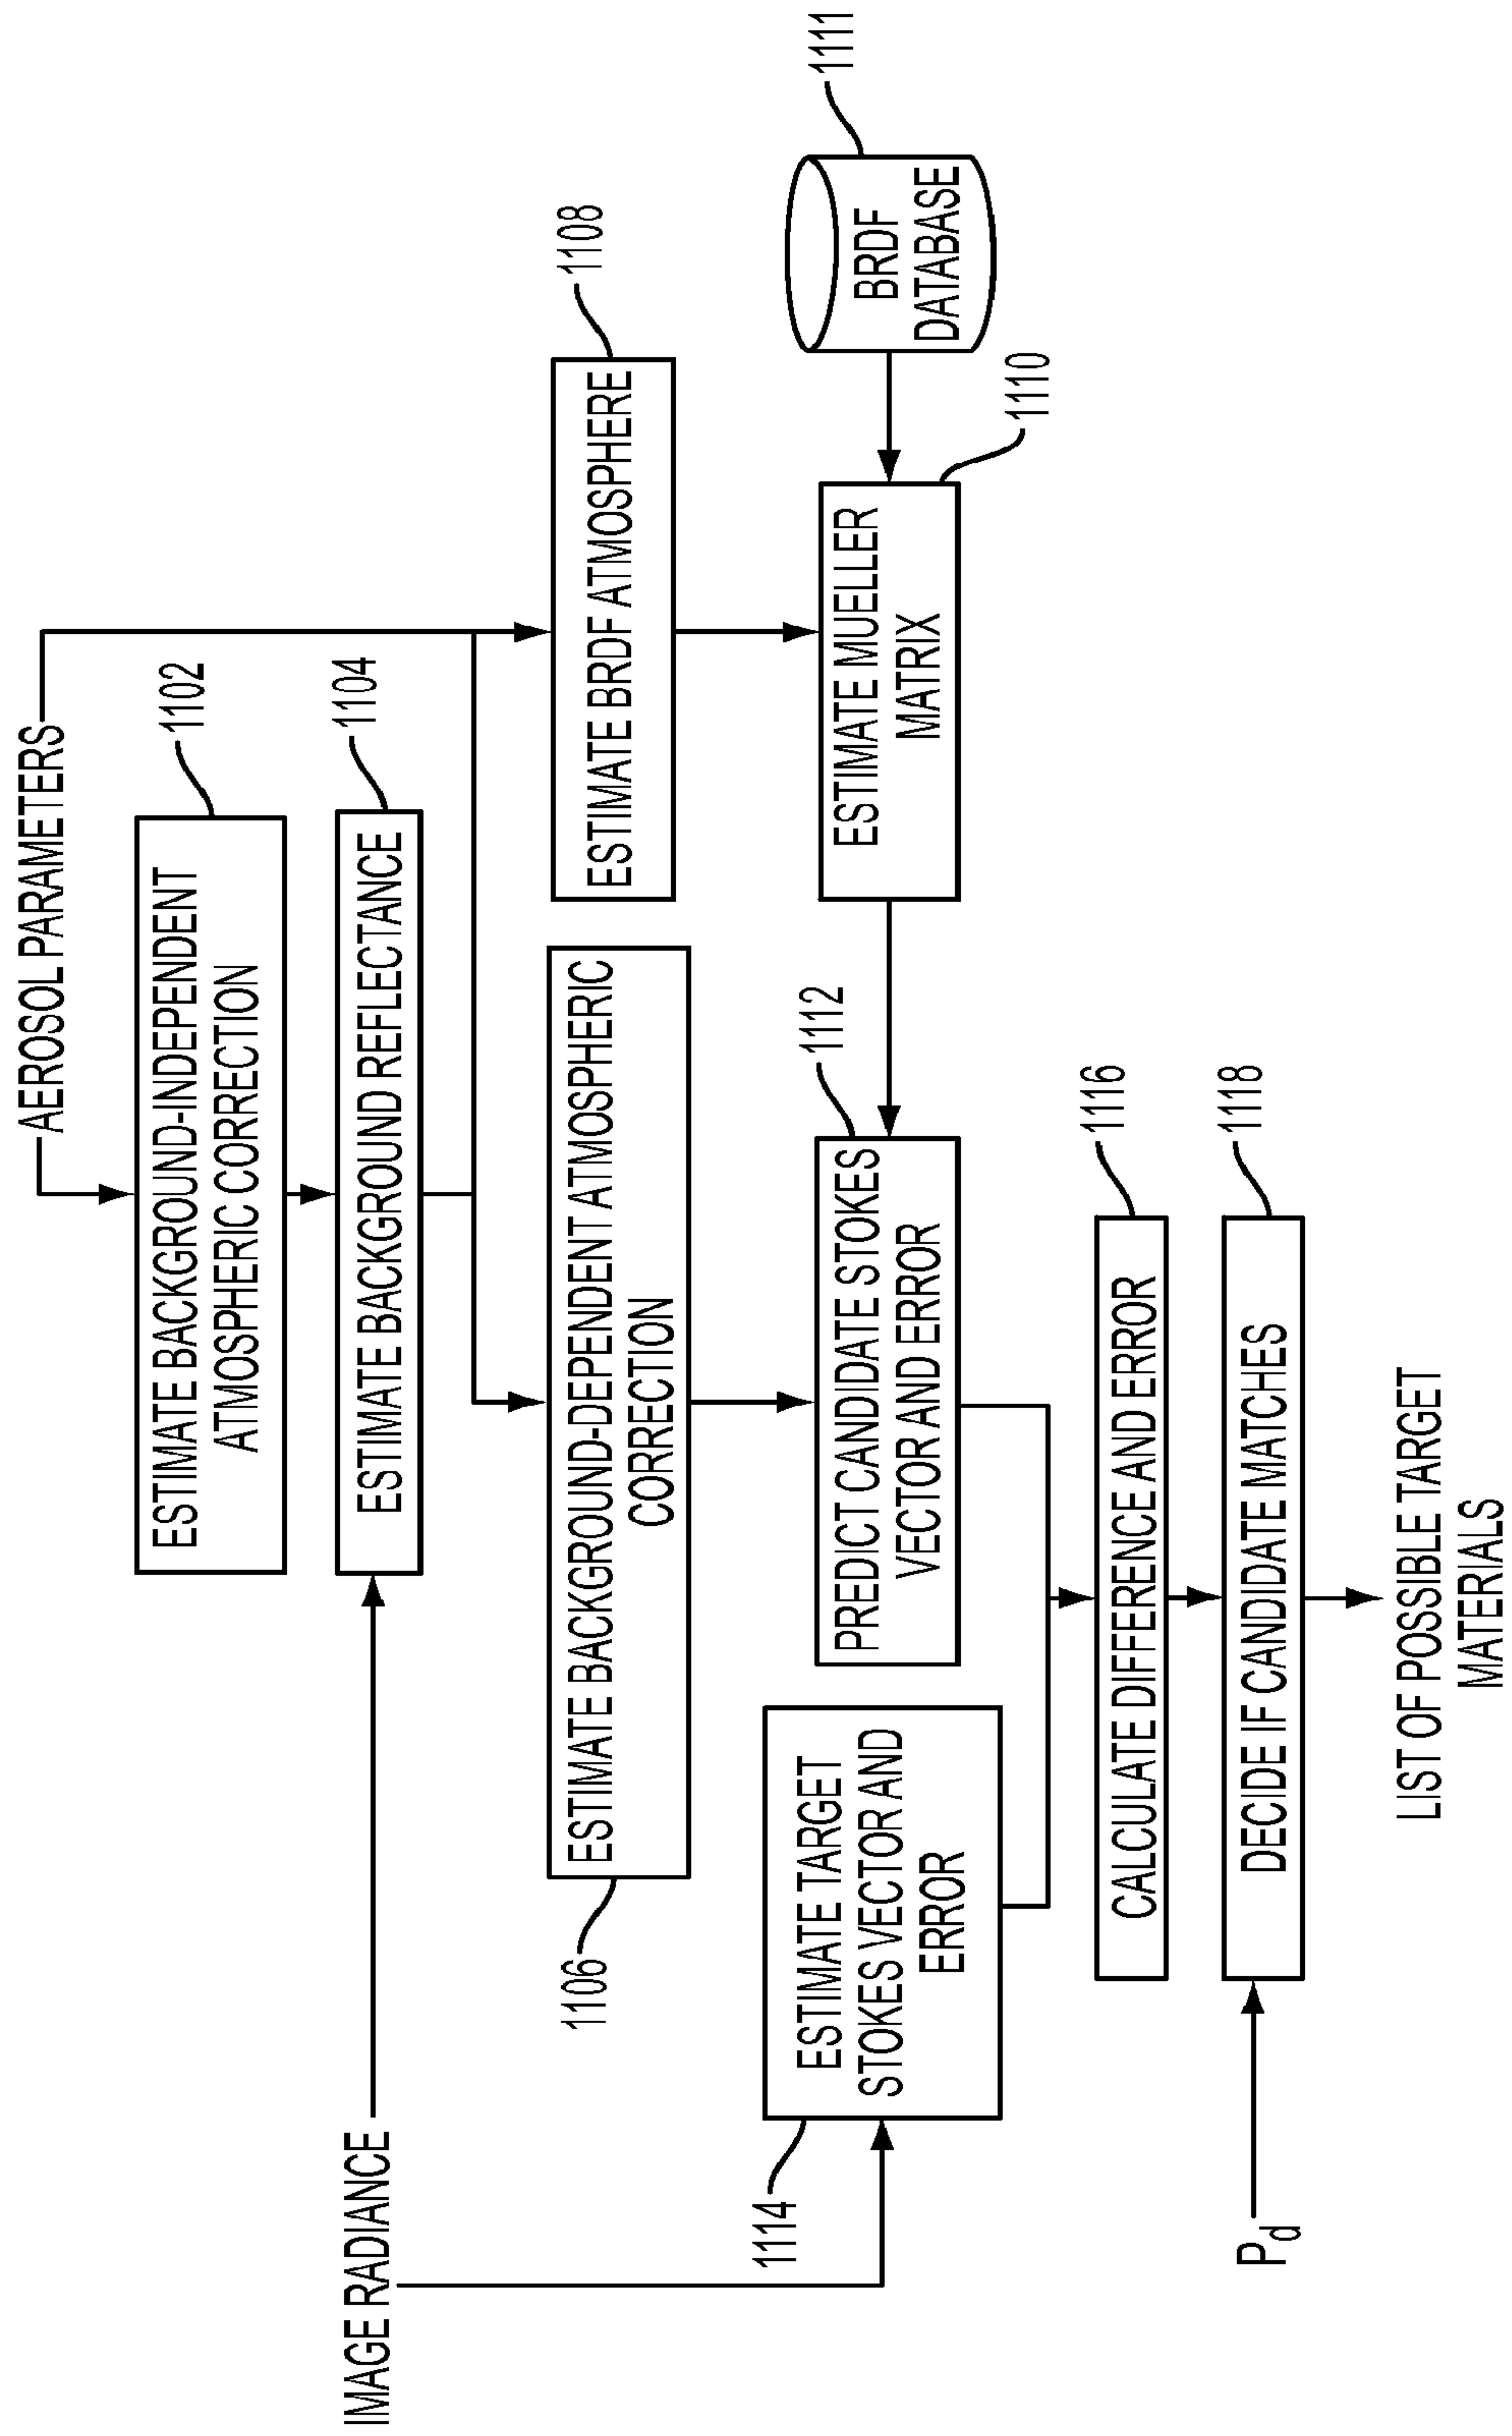 AEROSOL PARAMETERS
1102
ESTIMATE BACKGROUND-INDEPENDENT
ATMOSPHERIC CORRECTION
1104
IMAGE RADIANCE
ESTIMATE BACKGROUND REFLECTANCE
1106
ESTIMATE BACKGROUND-DEPENDENT ATMOSPHERIC
CORRECTION
1108
ESTIMATE BRDF ATMOSPHERE
1114
ESTIMATE TARGET
STOKES VECTOR AND
ERROR
1112
PREDICT CANDIDATE STOKES
VECTOR AND ERROR
ESTIMATE MUELLER
MATRIX
1110
1111
BRDF
DATABASE
1116
CALCULATE DIFFERENCE AND ERROR
1118
Pd
DECIDE IF CANDIDATE MATCHES
LIST OF POSSIBLE TARGET
MATERIALS